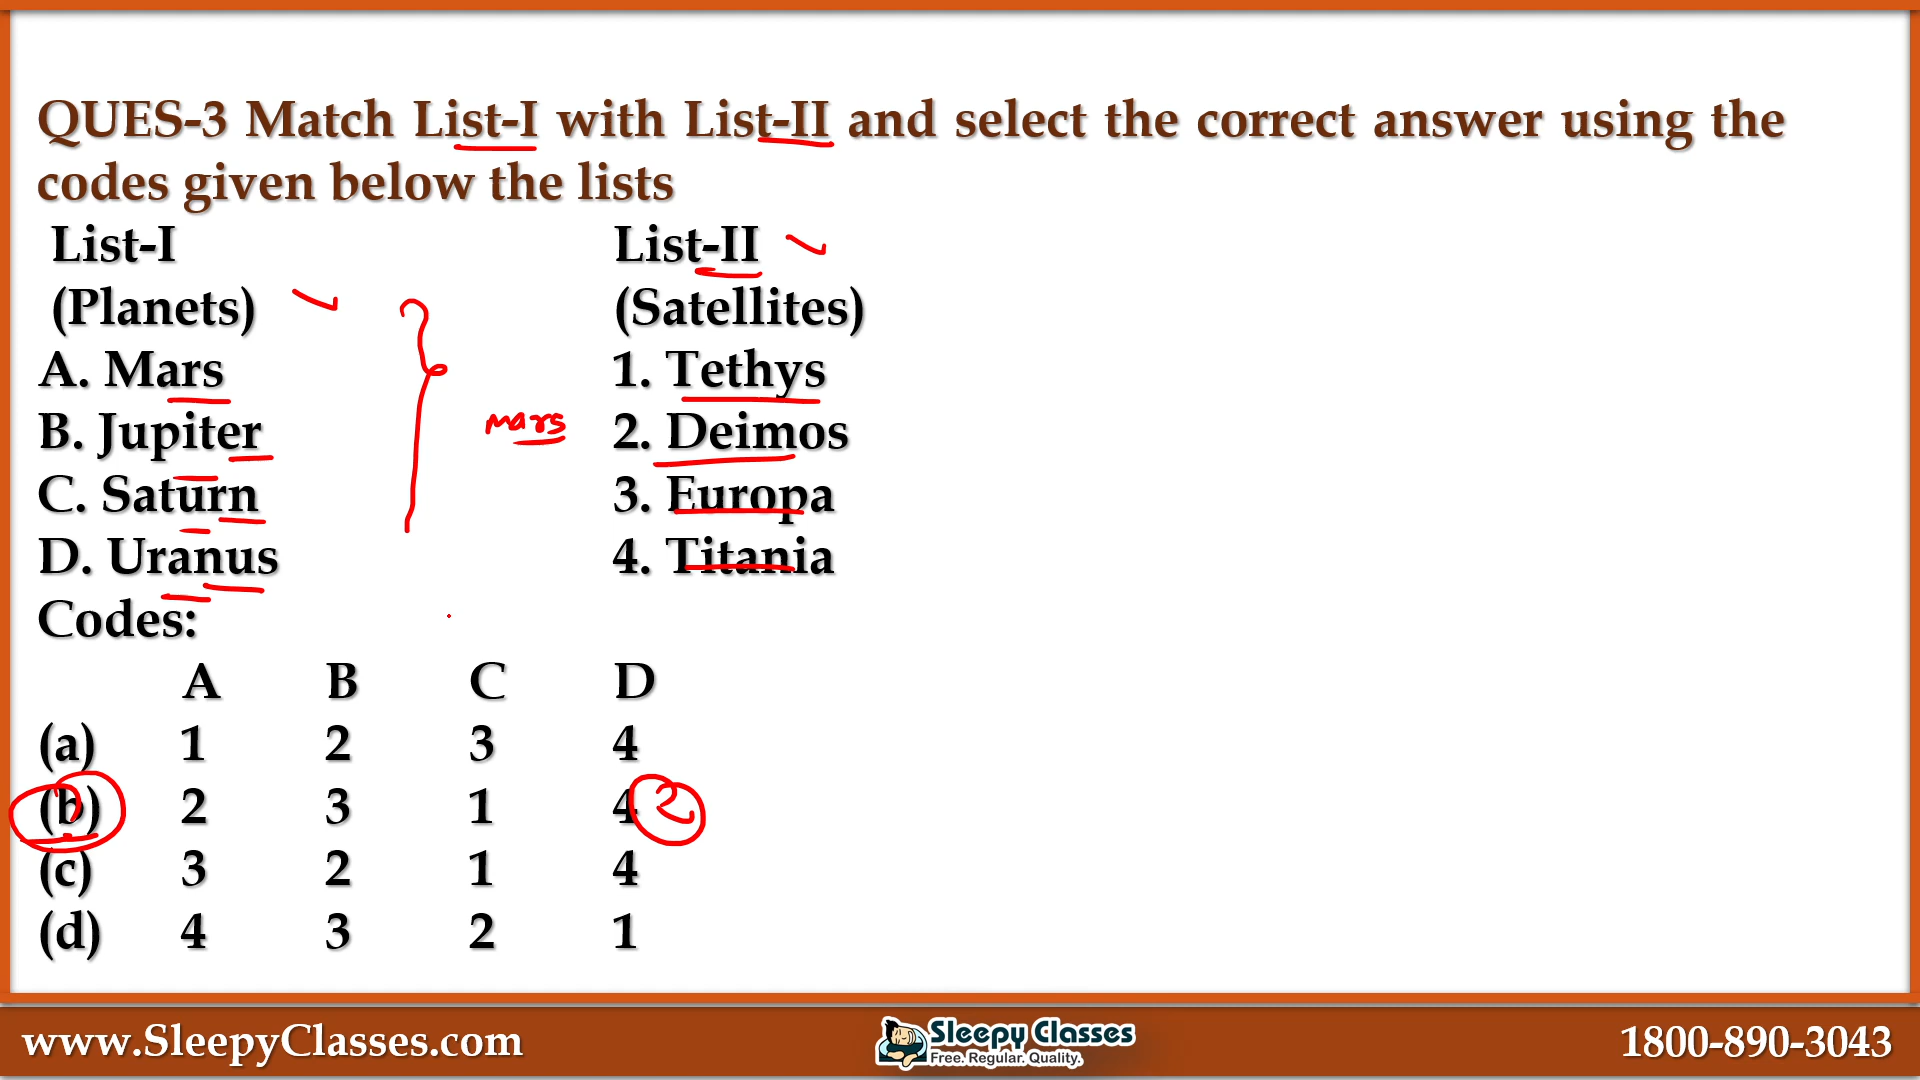 QUES-3 Match List-I with List-II and select the correct answer using the
codes given below the lists
List-I List-II
(Planets) (Satellites)
A. Mars 1. Tethys
B. Jupiter mars 2. Deimos
C. Saturn 3. Europa
D. Uranus 4. Titania
Codes:
A B C D
(a) 1 2 3 4
(b) 2 3 1 4
(c) 3 2 1 4
(d) 4 3 2 1
www.SleepyClasses.com Sleepy Classes 1800-890-3043
Free. Regular. Quality.